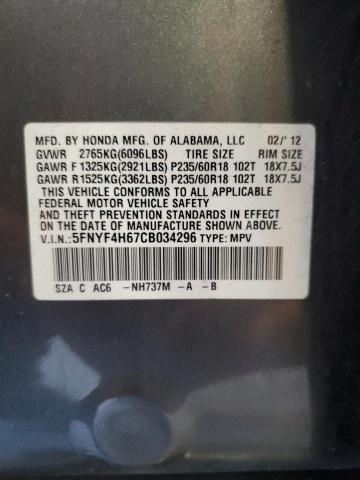 MFD. BY HONDA MFG. OF ALABAMA, LLC 02/'12
GVWR 2765KG(6096LBS) TIRE SIZE RIM SIZE
GAWR F 1325KG(2921LBS) P235/60R18 102T 18X7.5J
GAWR R 1525KG(3362LBS) P235/60R18 102T 18X7.5J
THIS VEHICLE CONFORMS TO ALL APPLICABLE
FEDERAL MOTOR VEHICLE SAFETY
AND THEFT PREVENTION STANDARDS IN EFFECT
ON THE DATE OF MANUFACTURE SHOWN ABOVE.
V.I.N.: 5FNYF4H67CB034296 TYPE: MPV
SZA C AC6 -NH737M -A -B